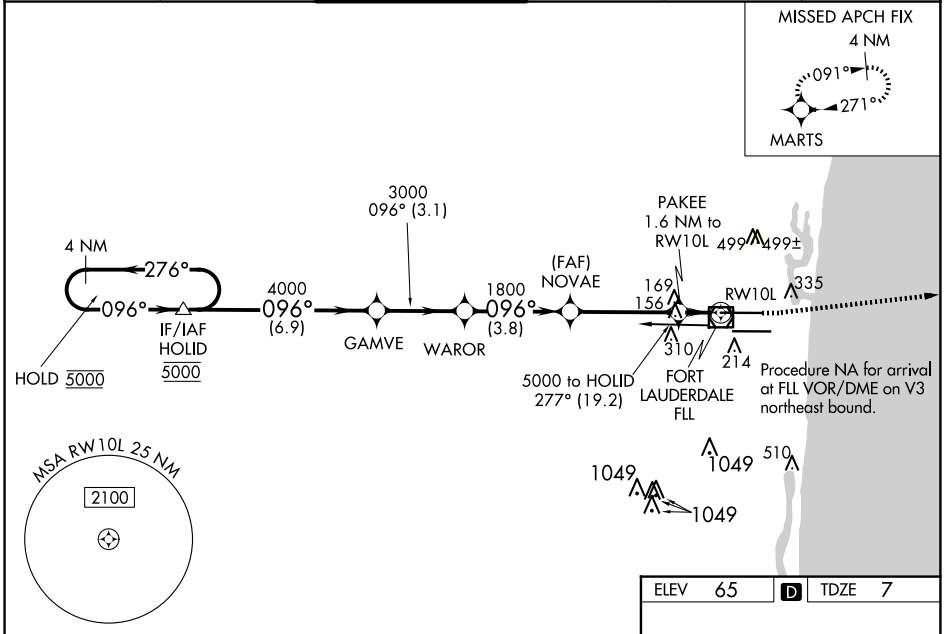 MISSED APCH FIX
4 NM
091°
271°
MARTS
3000
096° (3.1)
PAKEE
1.6 NM to
RW10L
499
499±
4 NM
276°
096°
(FAF)
NOVAE
4000
096°
(6.9)
1800
096°
(3.8)
169
156
RW10L
335
IF/IAF
HOLID
5000
GAMVE
WAROR
HOLD 5000
310
214
5000 to HOLID
277° (19.2)
FORT
LAUDERDALE
FLL
Procedure NA for arrival
at FLL VOR/DME on V3
northeast bound.
MSA RW10L 25 NM
2100
1049
1049
510
1049
ELEV 65 D TDZE 7